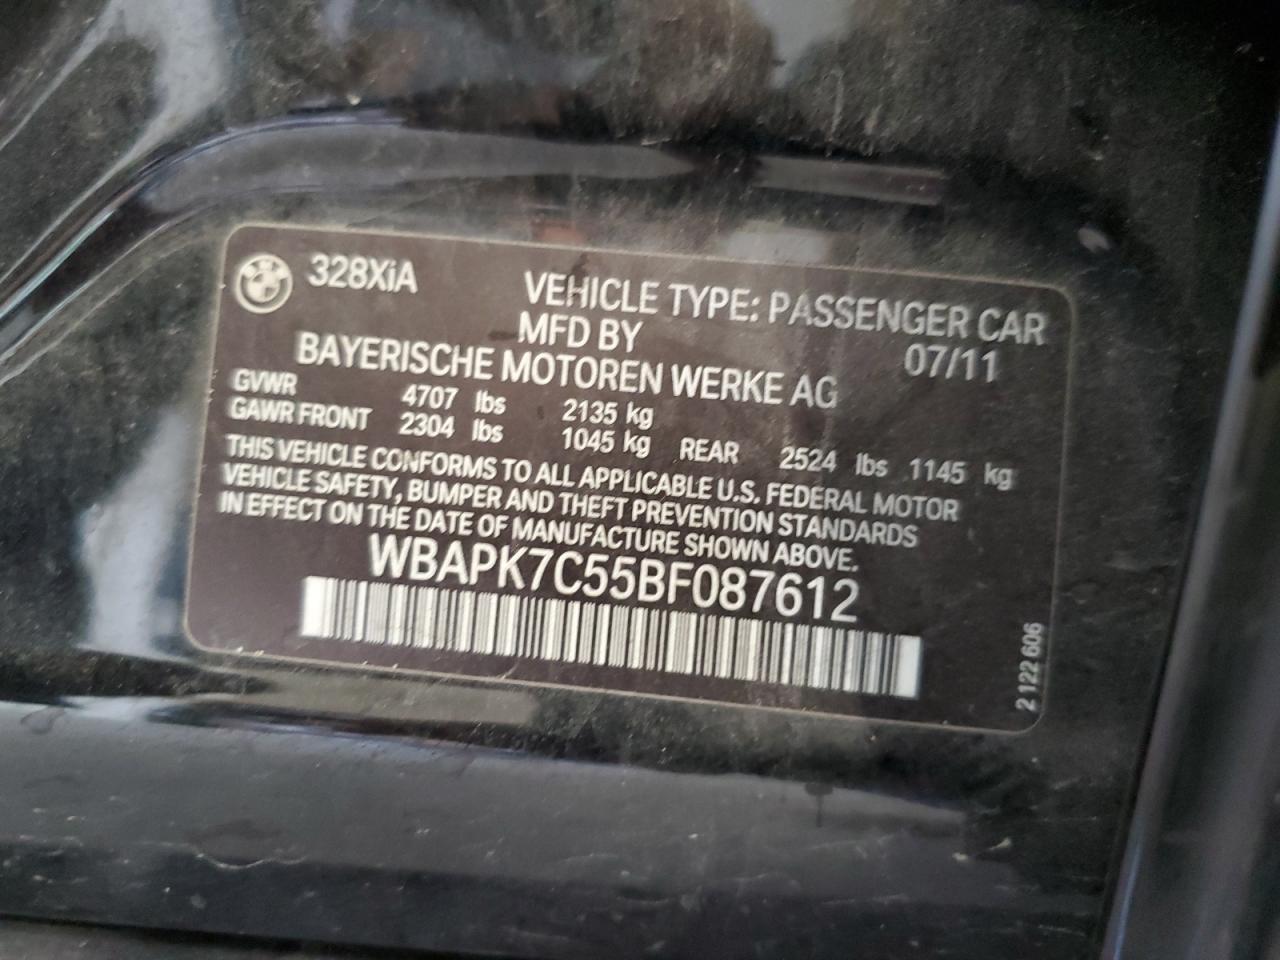 328XiA
VEHICLE TYPE: PASSENGER CAR
MFD BY
07/11
BAYERISCHE MOTOREN WERKE AG
GVWR 4707 lbs 2135 kg
GAWR FRONT 2304 lbs 1045 kg REAR 2524 lbs 1145 kg
THIS VEHICLE CONFORMS TO ALL APPLICABLE U.S. FEDERAL MOTOR
VEHICLE SAFETY, BUMPER AND THEFT PREVENTION STANDARDS
IN EFFECT ON THE DATE OF MANUFACTURE SHOWN ABOVE.
WBAPK7C55BF087612
2 122 606